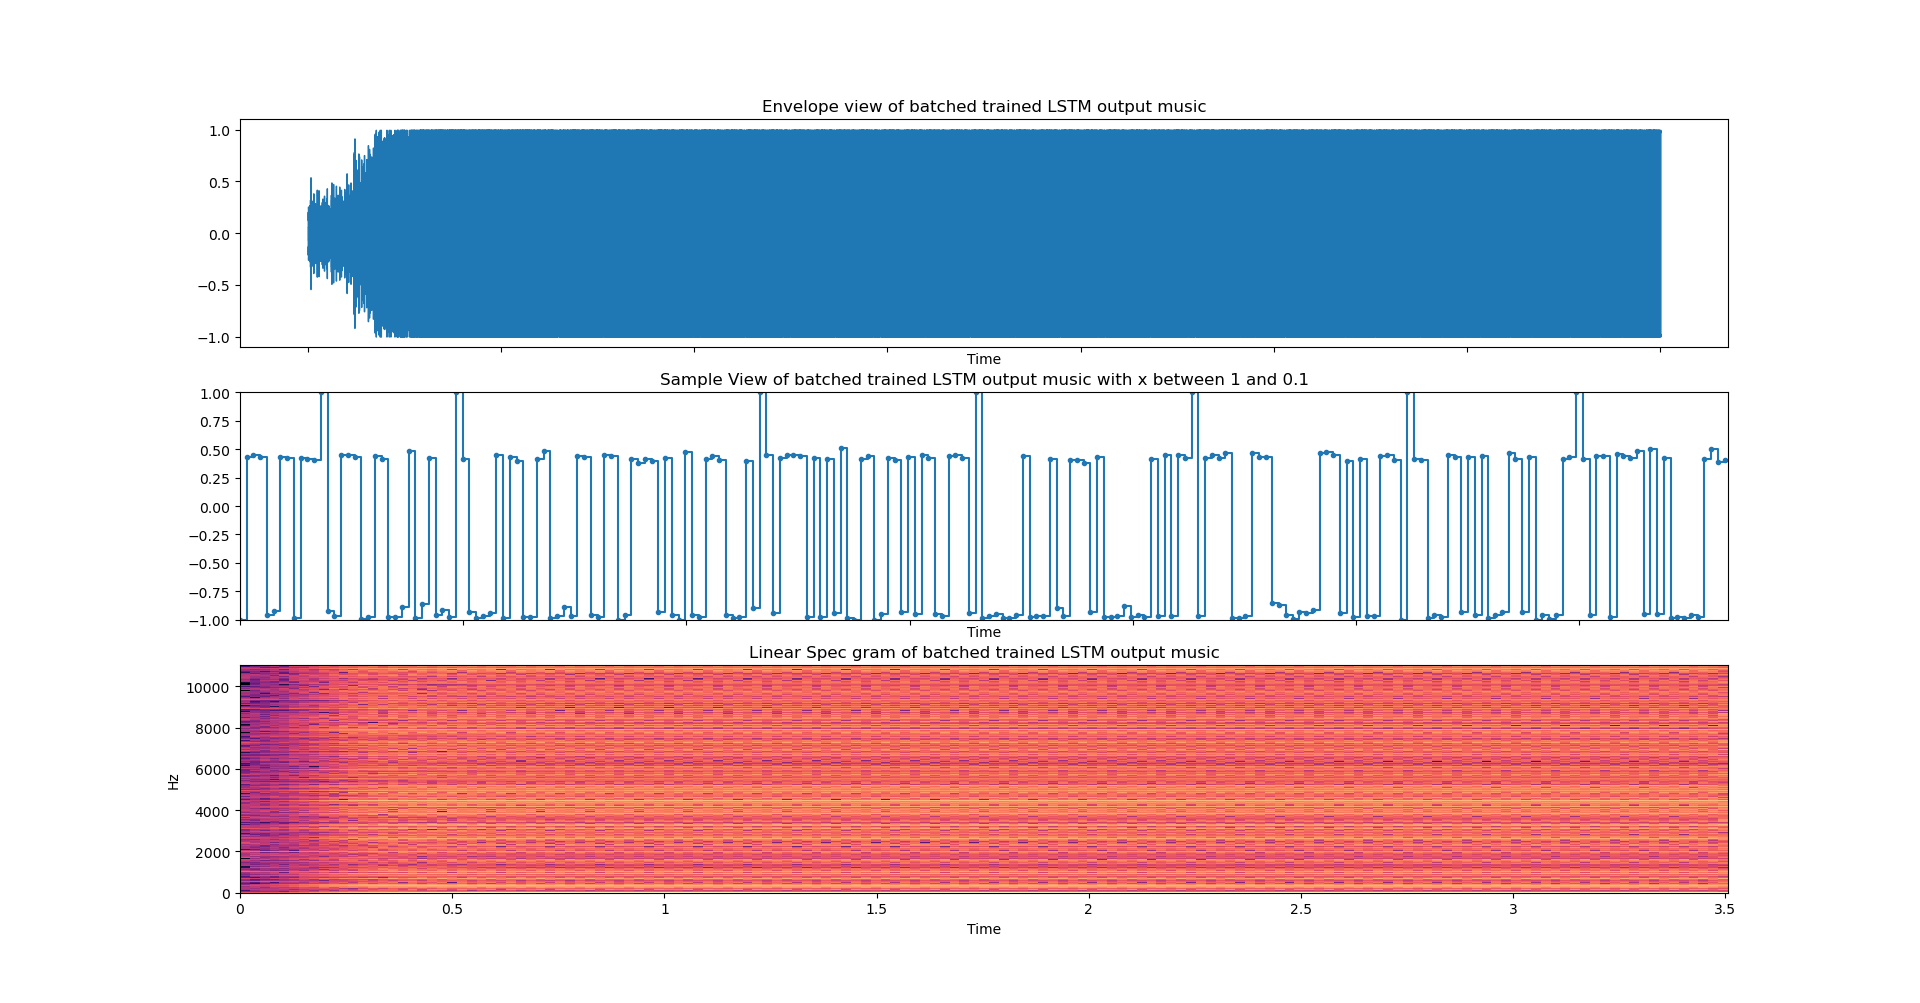 Envelope view of batched trained LSTM output music
1.0
0.5
0.0
−0.5
−1.0
Time
Sample View of batched trained LSTM output music with x between 1 and 0.1
1.00
0.75
0.50
0.25
0.00
−0.25
−0.50
−0.75
−1.00
Time
Linear Spec gram of batched trained LSTM output music
10000
8000
6000
4000
2000
0
Hz
0 0.5 1 1.5 2 2.5 3 3.5
Time